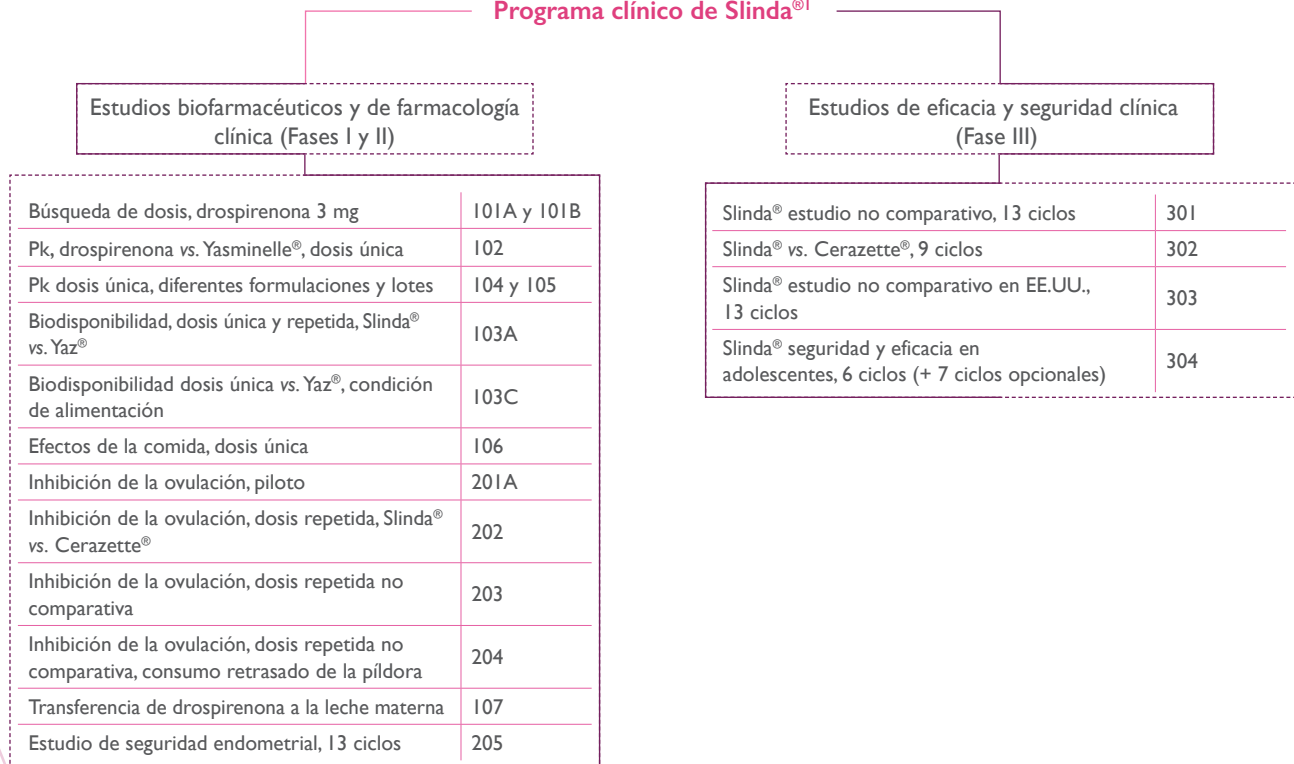 Programa clínico de Slinda®1
Estudios biofarmacéuticos y de farmacología
clínica (Fases I y II)
Búsqueda de dosis, drospirenona 3 mg 101A y 101B
Pk, drospirenona vs. Yasminelle®, dosis única 102
Pk dosis única, diferentes formulaciones y lotes 104 y 105
Biodisponibilidad, dosis única y repetida, Slinda®
vs. Yaz®
103A
Biodisponibilidad dosis única vs. Yaz®, condición
de alimentación
103C
Efectos de la comida, dosis única 106
Inhibición de la ovulación, piloto 201A
Inhibición de la ovulación, dosis repetida, Slinda®
vs. Cerazette®
202
Inhibición de la ovulación, dosis repetida no
comparativa
203
Inhibición de la ovulación, dosis repetida no
comparativa, consumo retrasado de la píldora
204
Transferencia de drospirenona a la leche materna 107
Estudio de seguridad endometrial, 13 ciclos 205
Estudios de eficacia y seguridad clínica
(Fase III)
Slinda® estudio no comparativo, 13 ciclos 301
Slinda® vs. Cerazette®, 9 ciclos 302
Slinda® estudio no comparativo en EE.UU.,
13 ciclos
303
Slinda® seguridad y eficacia en
adolescentes, 6 ciclos (+ 7 ciclos opcionales)
304